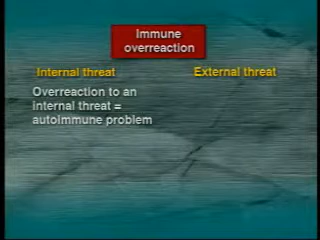 Immune
overreaction
Internal threat
External threat
Overreaction to an
internal threat =
autoimmune problem